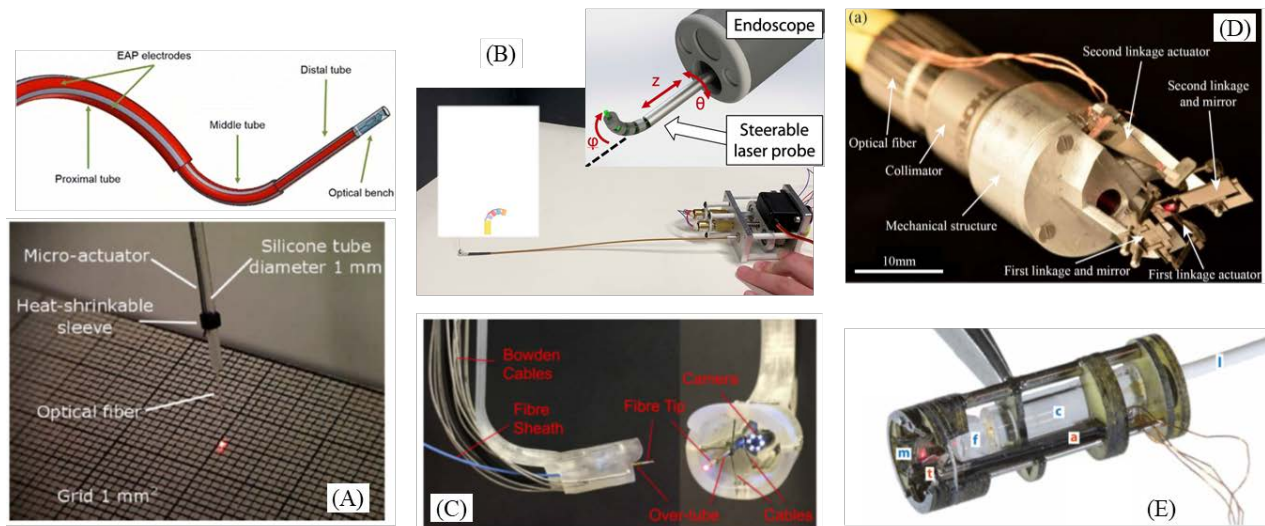 EAP electrodes
Distal tube
Middle tube
Proximal tube
Optical bench
Micro-actuator
Silicone tube
diameter 1 mm
Heat-shrinkable
sleeve
Optical fiber
Grid 1 mm²
(A)
(B)
Endoscope
z
θ
φ
Steerable
laser probe
Bowden
Cables
Camera
Fibre Tip
Fibre
Sheath
Over-tube
Cables
(C)
(a)
(D)
Second linkage
actuator
Second linkage
and mirror
Optical fiber
Collimator
THOR
Mechanical structure
10mm
First linkage and mirror
First linkage actuator
l
c
f
a
m
t
(E)